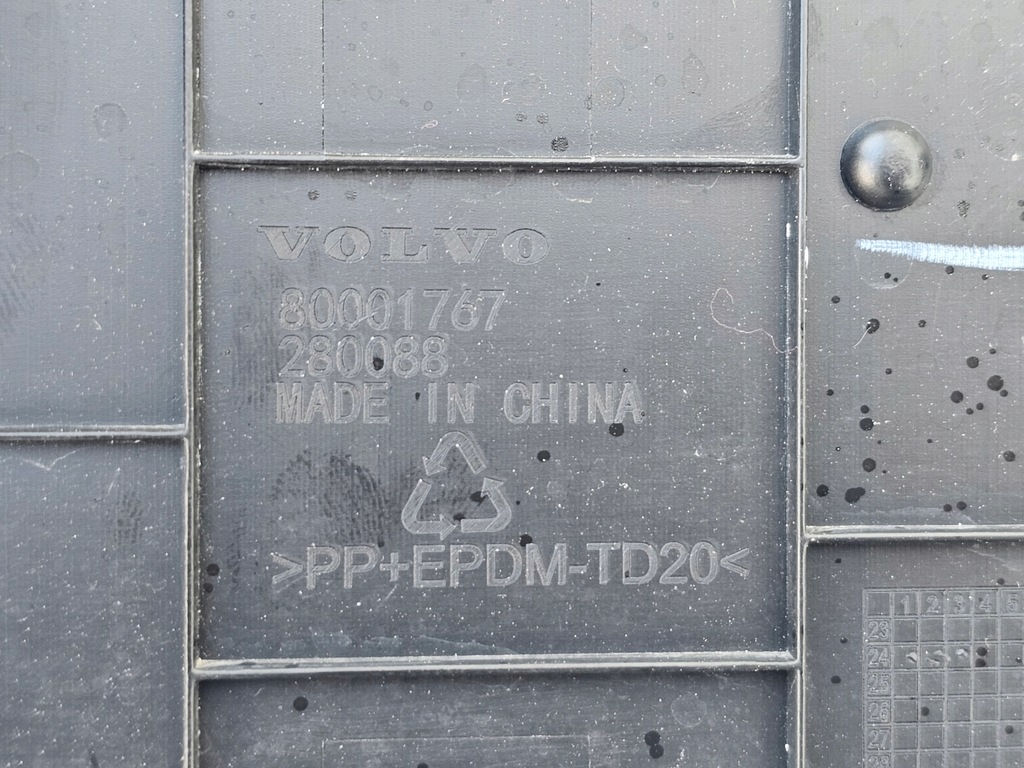 VOLVO
80001767
280088
MADE IN CHINA
>PP+EPDM-TD20<
1 2 3 4 5
23
24
25
26
27